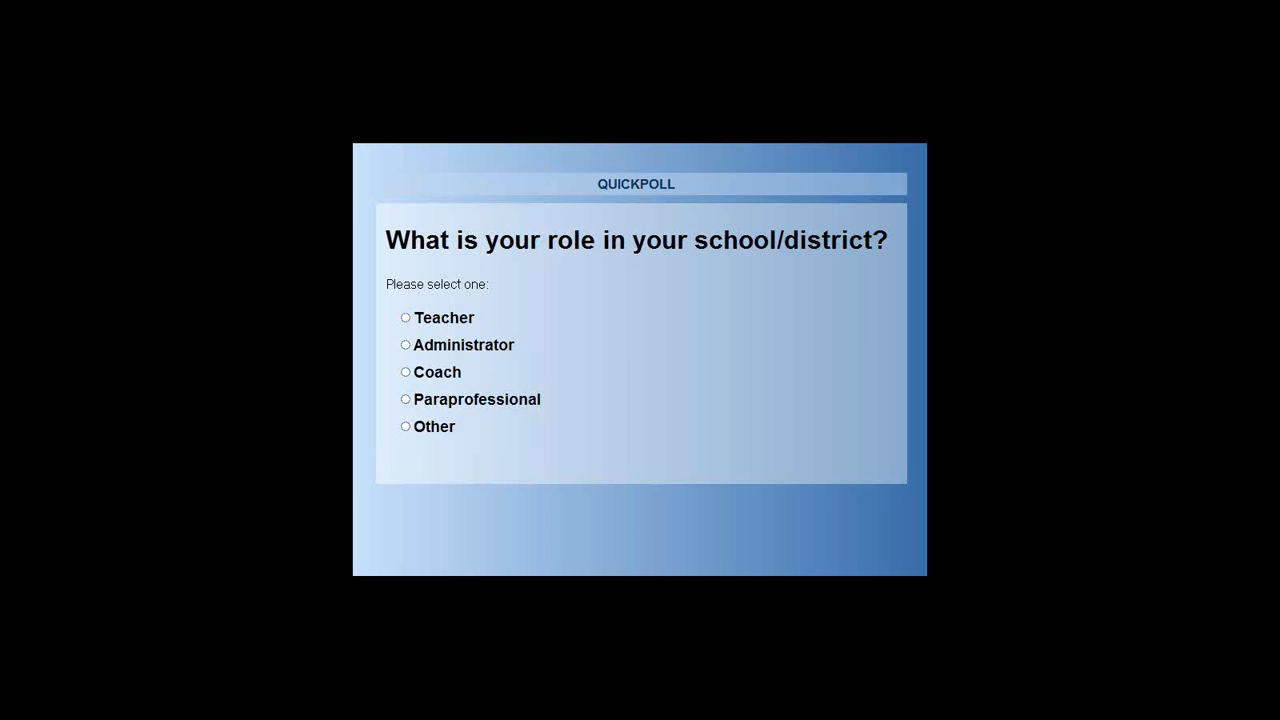 QUICKPOLL
What is your role in your school/district?
Please select one:
Teacher
Administrator
Coach
Paraprofessional
Other